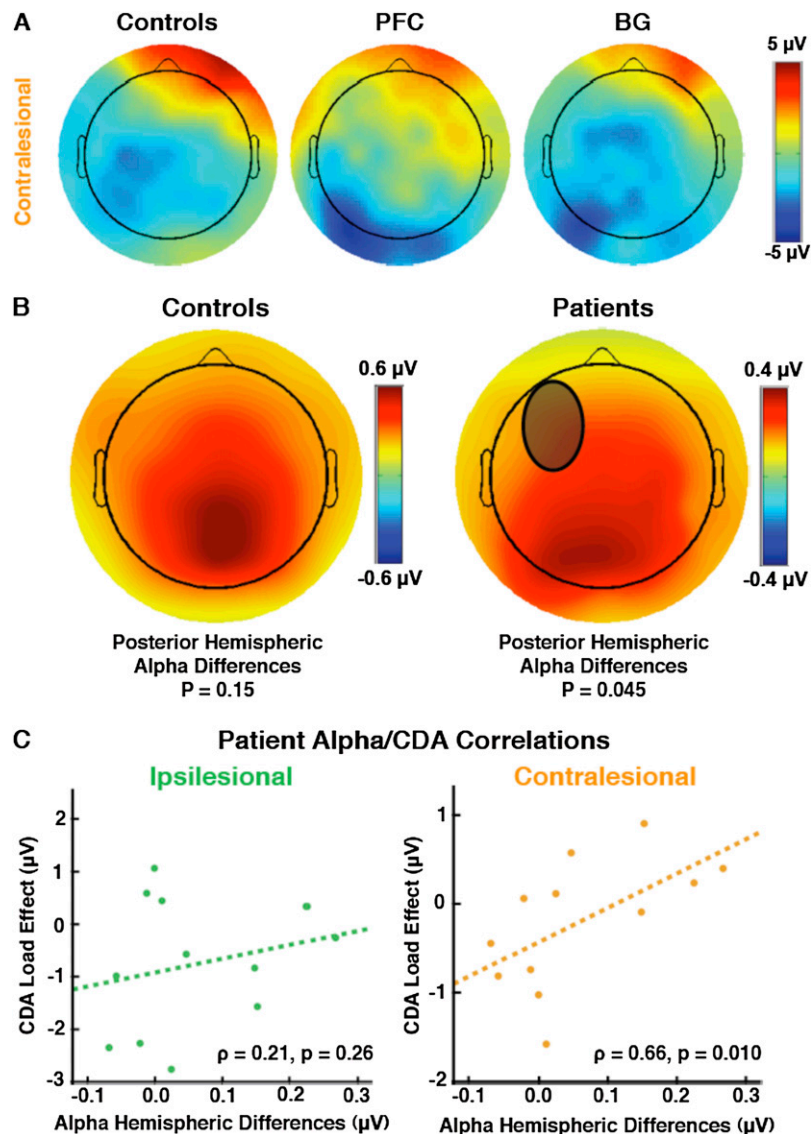 A
Controls
PFC
BG
Contralesional
5 µV
-5 µV
B
Controls
Patients
0.6 µV
-0.6 µV
0.4 µV
-0.4 µV
Posterior Hemispheric
Alpha Differences
P = 0.15
Posterior Hemispheric
Alpha Differences
P = 0.045
C
Patient Alpha/CDA Correlations
Ipsilesional
CDA Load Effect (µV)
2
1
0
-1
-2
-3
ρ = 0.21, p = 0.26
-0.1
0.0
0.1
0.2
0.3
Alpha Hemispheric Differences (µV)
Contralesional
CDA Load Effect (µV)
1
0
-1
-2
ρ = 0.66, p = 0.010
-0.1
0.0
0.1
0.2
0.3
Alpha Hemispheric Differences (µV)